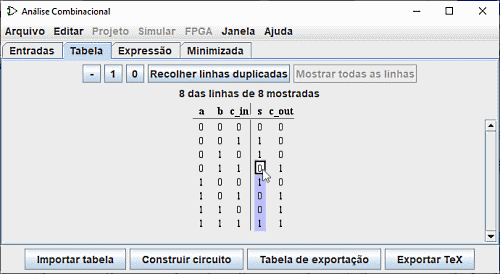 Análise Combinacional
Arquivo Editar Projeto Simular FPGA Janela Ajuda
Entradas Tabela Expressão Minimizada
- 1 0 Recolher linhas duplicadas Mostrar todas as linhas
8 das linhas de 8 mostradas
a b c_in s c_out
0 0 0 0 0
0 0 1 1 0
0 1 0 1 0
0 1 1 0 1
1 0 0 1 0
1 0 1 0 1
1 1 0 0 1
1 1 1 1 1
Importar tabela Construir circuito Tabela de exportação Exportar TeX